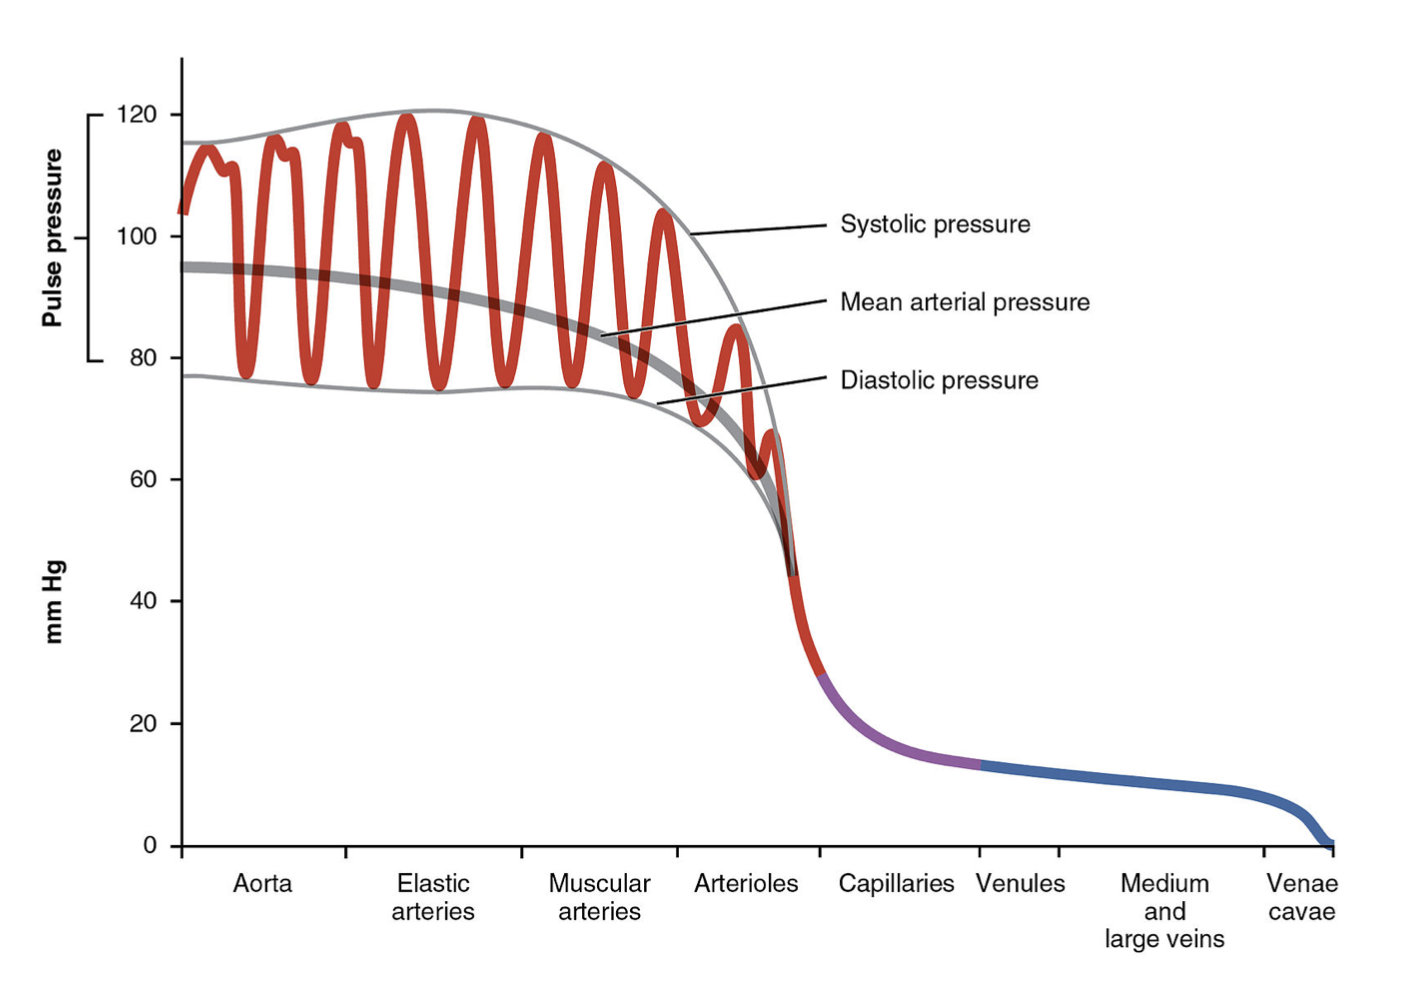 Pulse pressure
mm Hg
120
100
80
60
40
20
0
Systolic pressure
Mean arterial pressure
Diastolic pressure
Aorta
Elastic
arteries
Muscular
arteries
Arterioles
Capillaries
Venules
Medium
and
large veins
Venae
cavae